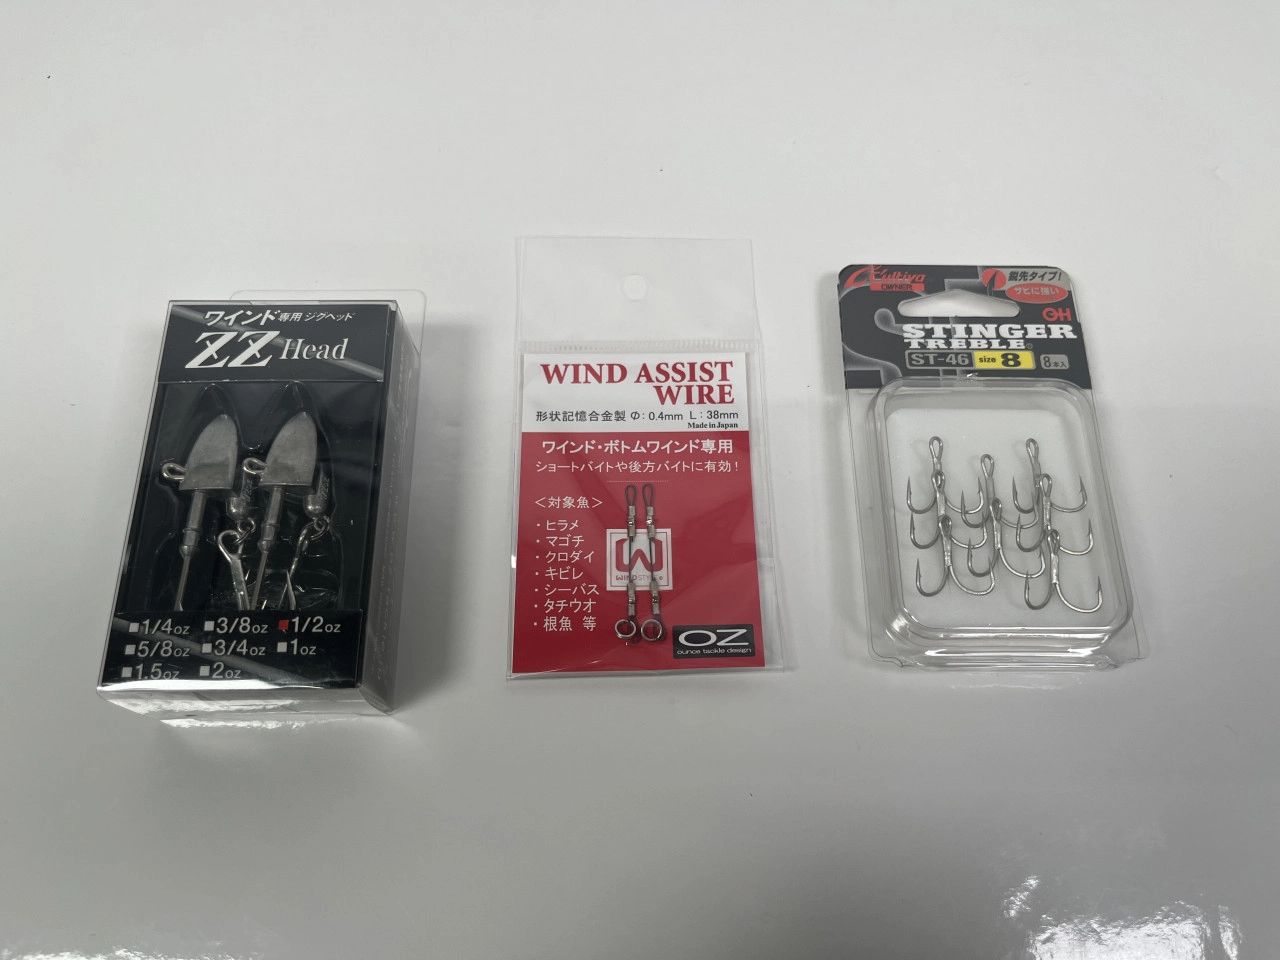 ワインド専用 ジグヘッド
ZZ Head
1/4oz 3/8oz 1/2oz
5/8oz 3/4oz 1oz
1.5oz 2oz
WIND ASSIST
WIRE
形状記憶合金製 Φ: 0.4mm L: 38mm
Made in Japan
ワインド・ボトムワインド専用
ショートバイトや後方バイトに有効!
<対象魚>
・ヒラメ
・マゴチ
・クロダイ
・キビレ
・シーバス
・タチウオ
・根魚 等
OZ
ounce tackle design
Cultiva
OWNER
鋭先タイプ!
サビに強い
GH
STINGER
TREBLE
ST-46 size 8 8本入